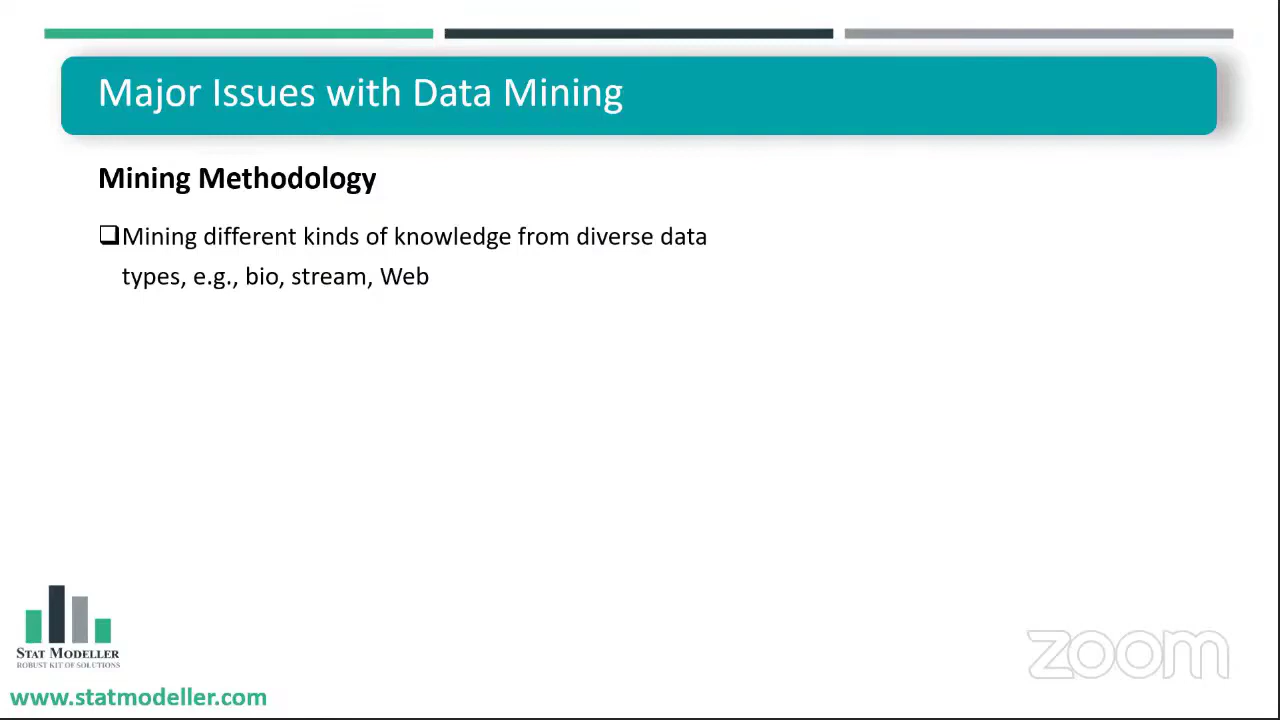 Major Issues with Data Mining
Mining Methodology
❑Mining different kinds of knowledge from diverse data
types, e.g., bio, stream, Web
STAT MODELLER
ROBUST KIT OF SOLUTIONS
www.statmodeller.com
zoom